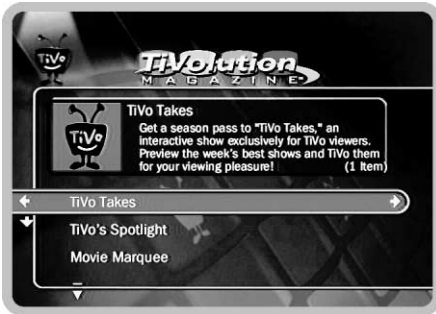 TiVo
TiVolution
MAGAZINE
TiVo Takes
TiVo
Get a season pass to "TiVo Takes," an
interactive show exclusively for TiVo viewers.
Preview the week's best shows and TiVo them
for your viewing pleasure! (1 Item)
TiVo Takes
TiVo's Spotlight
Movie Marquee